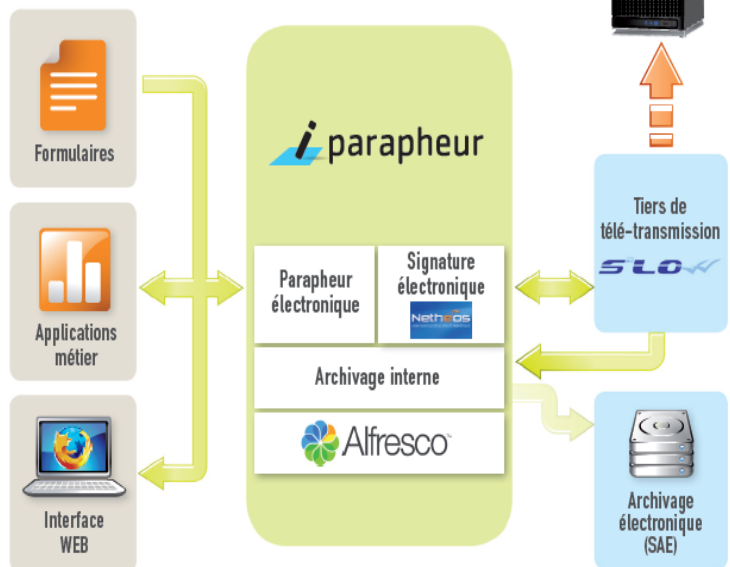 Formulaires
Applications
métier
Interface
WEB
i parapheur
Parapheur
électronique
Signature
électronique
Netheos
Archivage interne
Alfresco
Tiers de
télé-transmission
S²LOW
Archivage
électronique
(SAE)